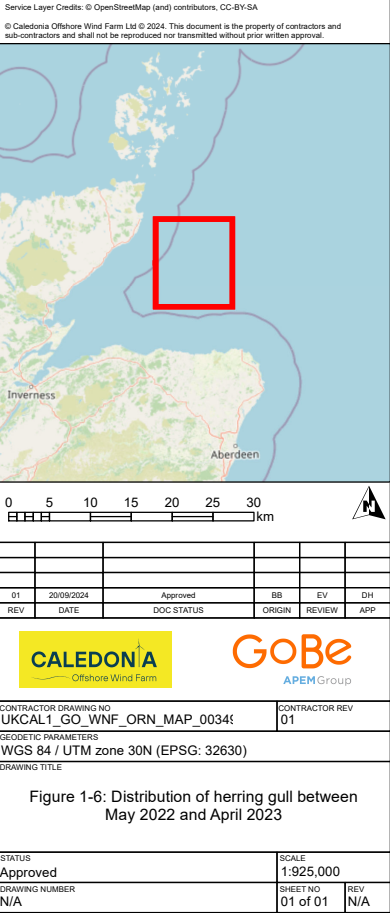 Service Layer Credits: © OpenStreetMap (and) contributors, CC-BY-SA
© Caledonia Offshore Wind Farm Ltd © 2024. This document is the property of contractors and
sub-contractors and shall not be reproduced nor transmitted without prior written approval.
Inverness
Aberdeen
0 5 10 15 20 25 30
km
N
01 20/09/2024 Approved BB EV DH
REV DATE DOC STATUS ORIGIN REVIEW APP
CALEDONIA
Offshore Wind Farm
GoBe
APEMGroup
CONTRACTOR DRAWING NO
UKCAL1_GO_WNF_ORN_MAP_00349
CONTRACTOR REV
01
GEODETIC PARAMETERS
WGS 84 / UTM zone 30N (EPSG: 32630)
DRAWING TITLE
Figure 1-6: Distribution of herring gull between
May 2022 and April 2023
STATUS
Approved
SCALE
1:925,000
DRAWING NUMBER
N/A
SHEET NO
01 of 01
REV
N/A